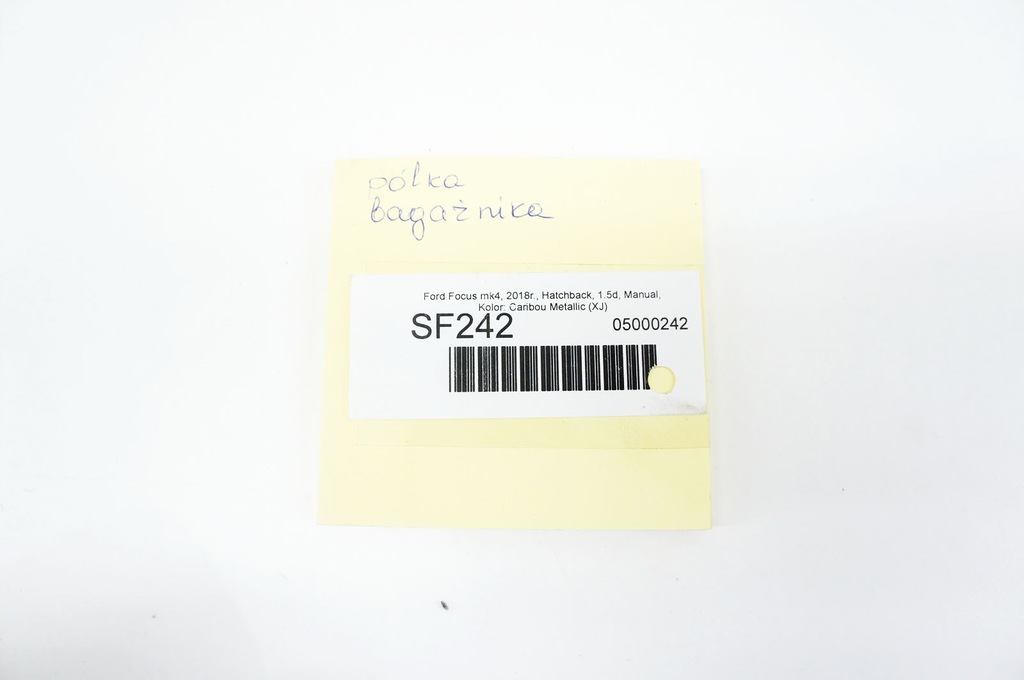 półka
bagażnika
Ford Focus mk4, 2018r., Hatchback, 1.5d, Manual,
Kolor: Caribou Metallic (XJ)
SF242 05000242